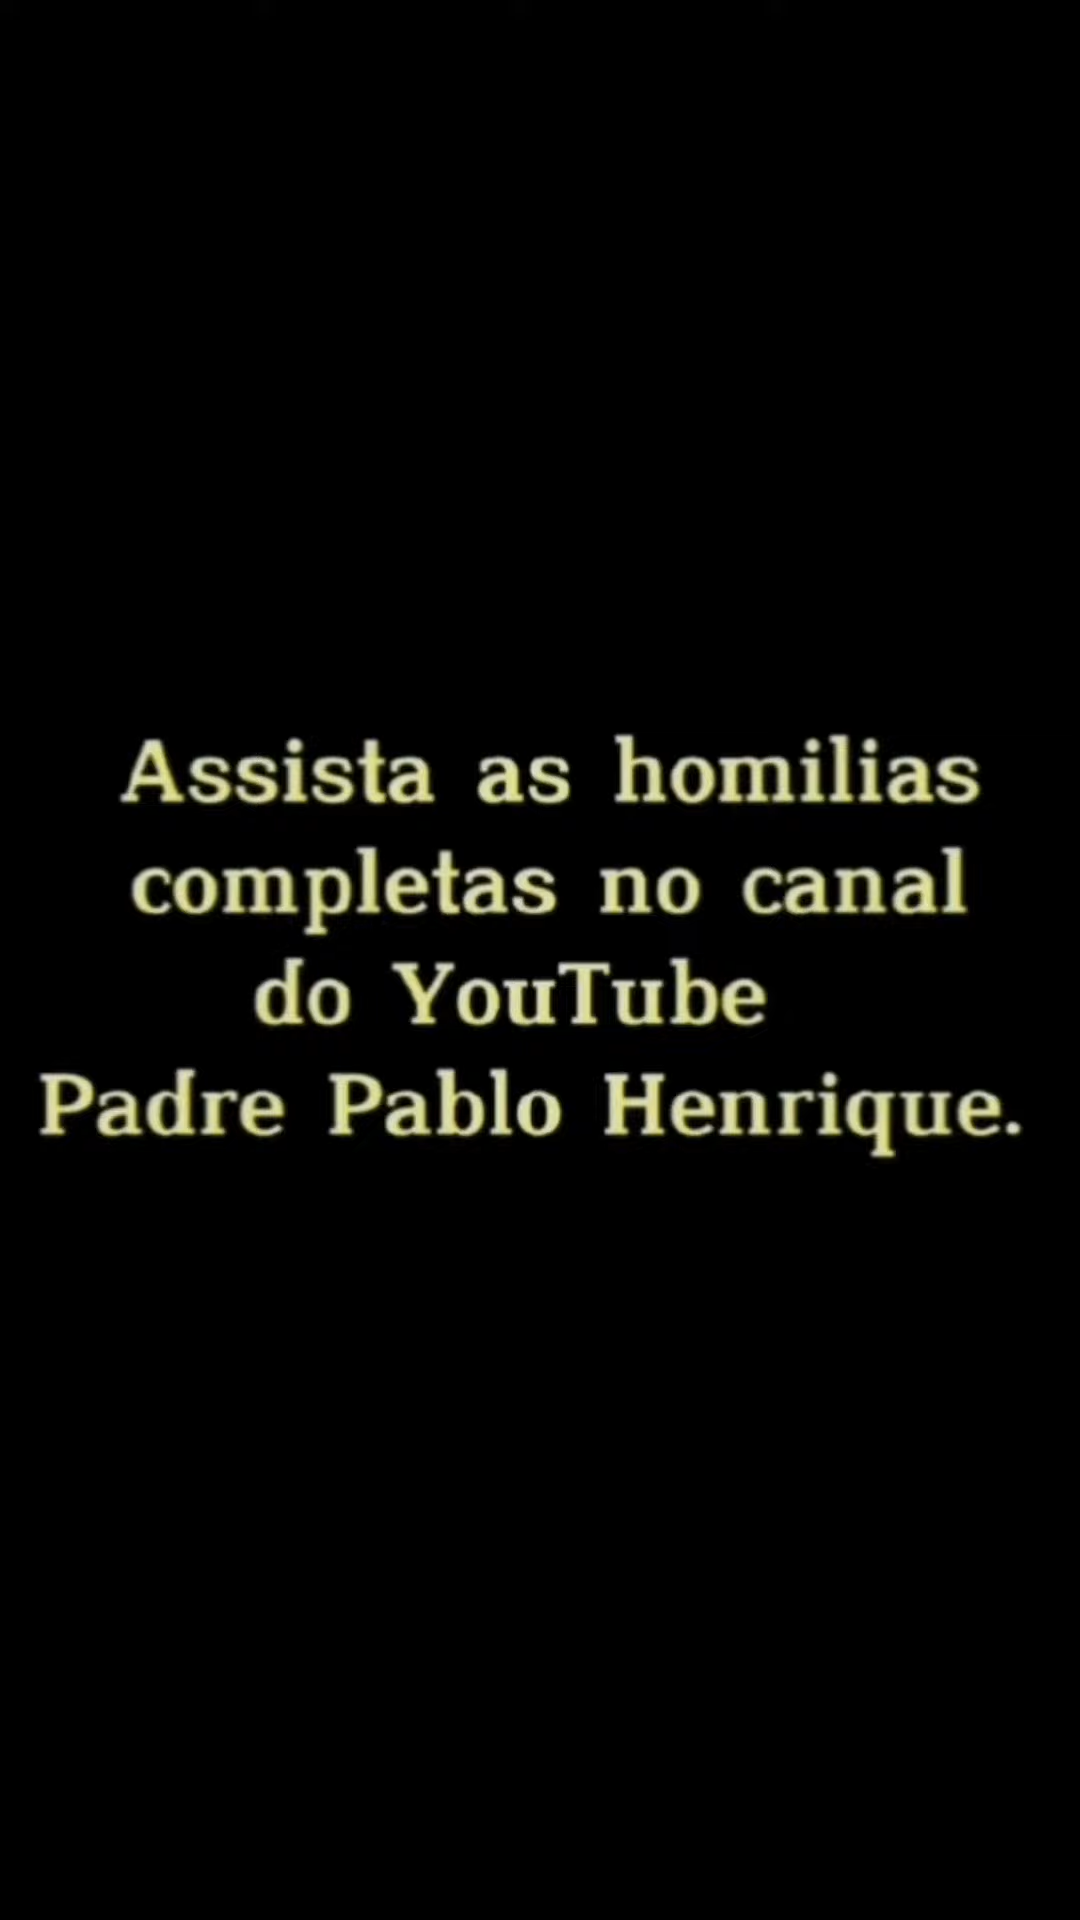 Assista as homilias
completas no canal
do YouTube
Padre Pablo Henrique.